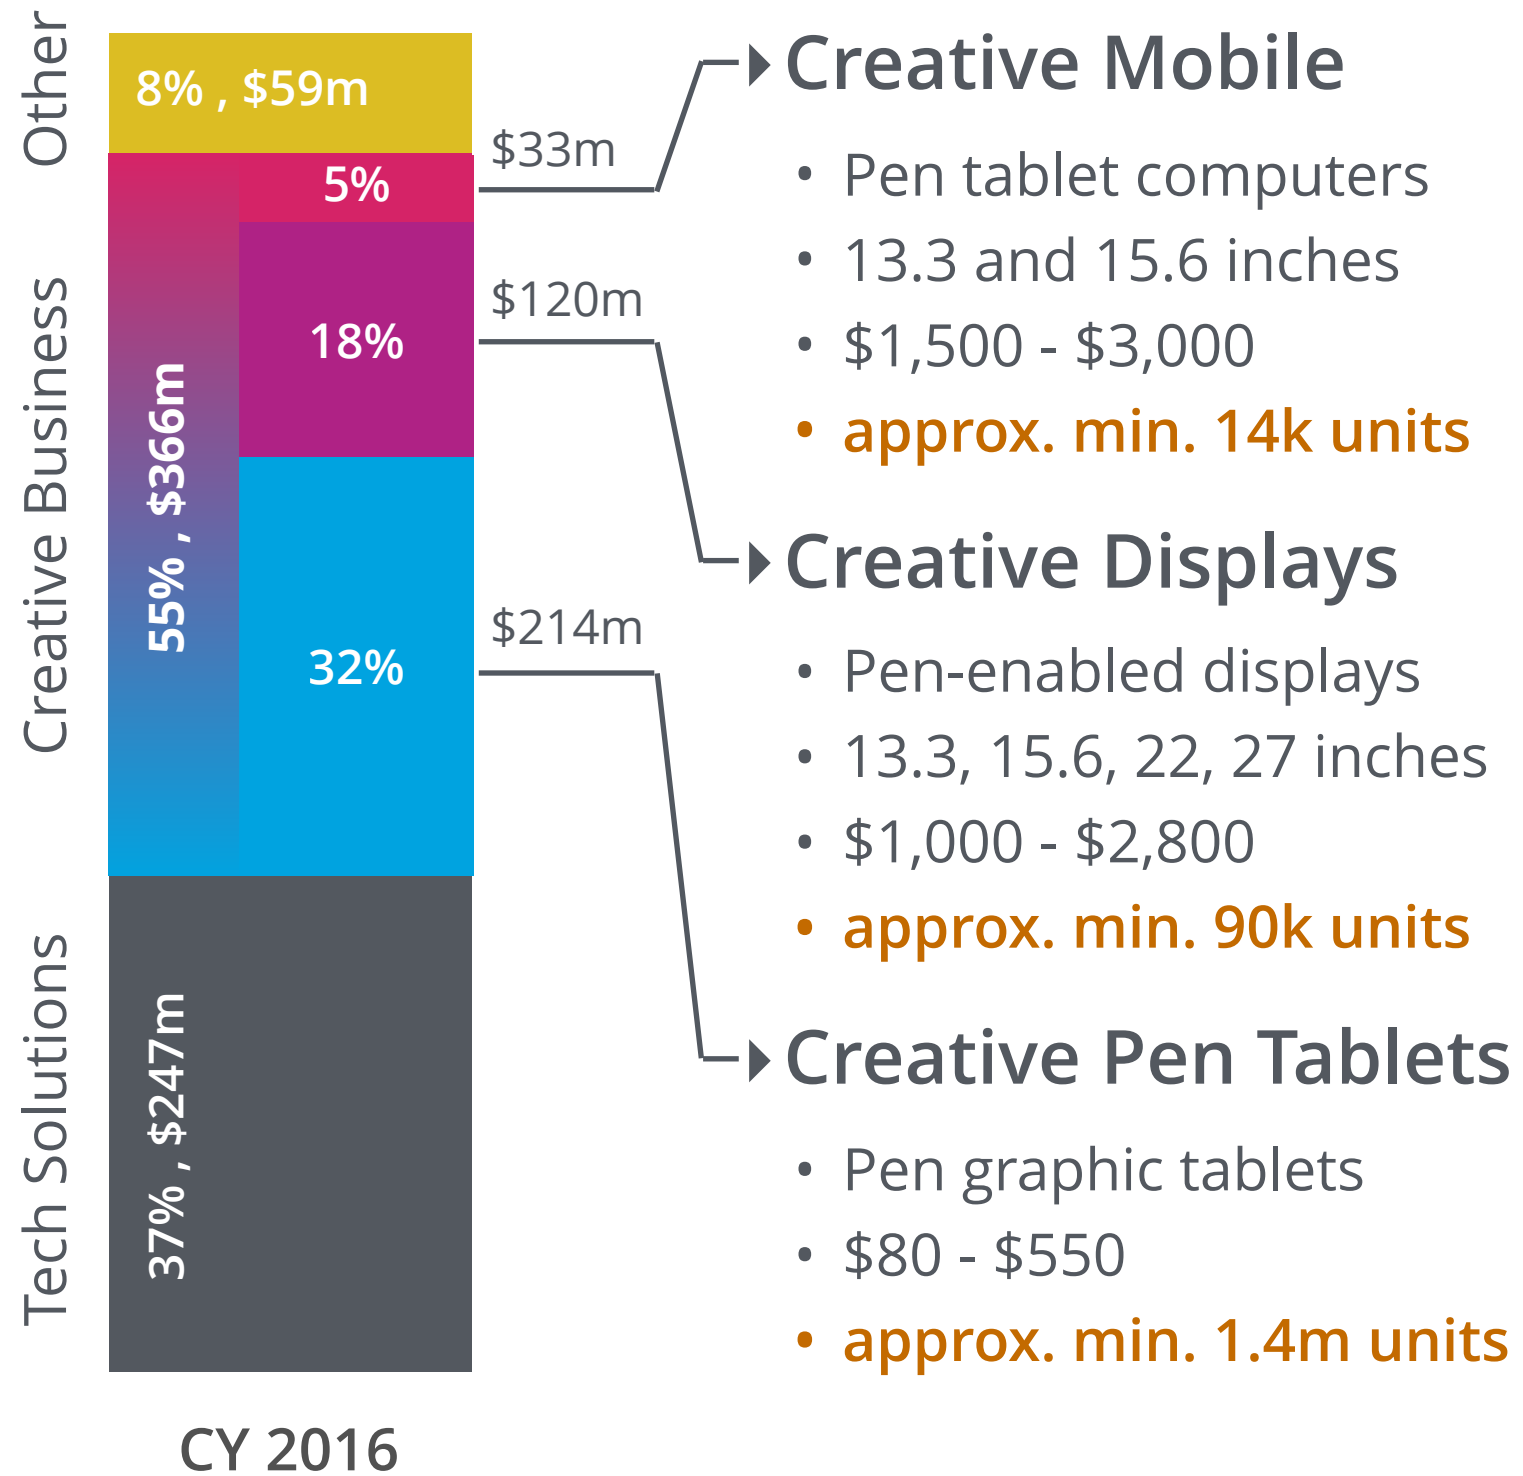 Other
8% , $59m
Creative Business
55% , $366m
5%
18%
32%
Tech Solutions
37% , $247m
CY 2016
$33m
$120m
$214m
Creative Mobile
• Pen tablet computers
• 13.3 and 15.6 inches
• $1,500 - $3,000
• approx. min. 14k units
Creative Displays
• Pen-enabled displays
• 13.3, 15.6, 22, 27 inches
• $1,000 - $2,800
• approx. min. 90k units
Creative Pen Tablets
• Pen graphic tablets
• $80 - $550
• approx. min. 1.4m units